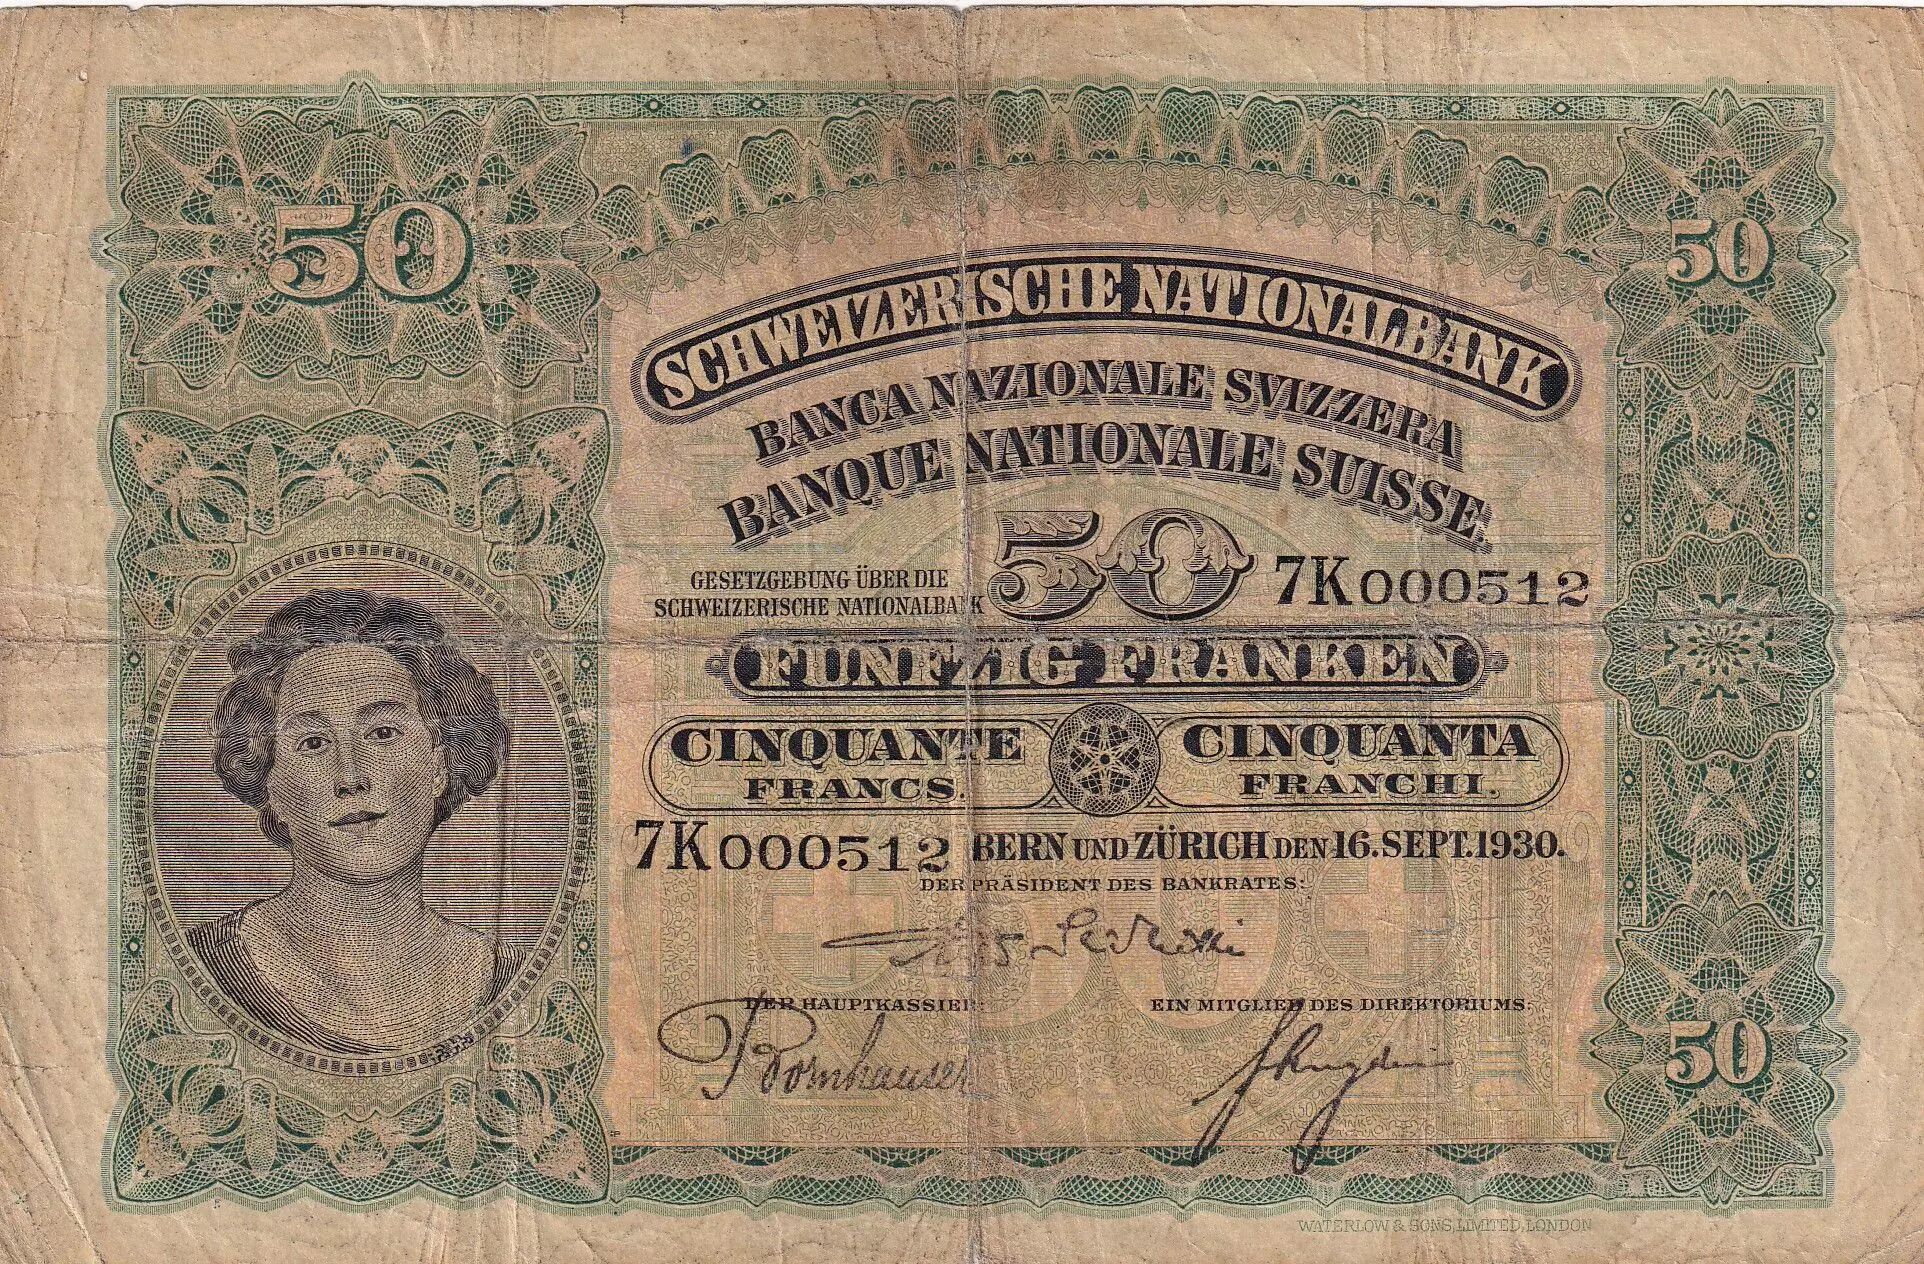 50
50
SCHWEIZERISCHE NATIONALBANK
BANCA NAZIONALE SVIZZERA
BANQUE NATIONALE SUISSE.
GESETZGEBUNG ÜBER DIE
SCHWEIZERISCHE NATIONALBANK
50
7K000512
FÜNFZIG FRANKEN
CINQUANTE
FRANCS.
CINQUANTA
FRANCHI.
7K000512
BERN UND ZÜRICH DEN 16. SEPT. 1930.
DER PRÄSIDENT DES BANKRATES:
DER HAUPTKASSIER:
EIN MITGLIED DES DIREKTORIUMS:
Bornhauser
50
WATERLOW & SONS, LIMITED, LONDON